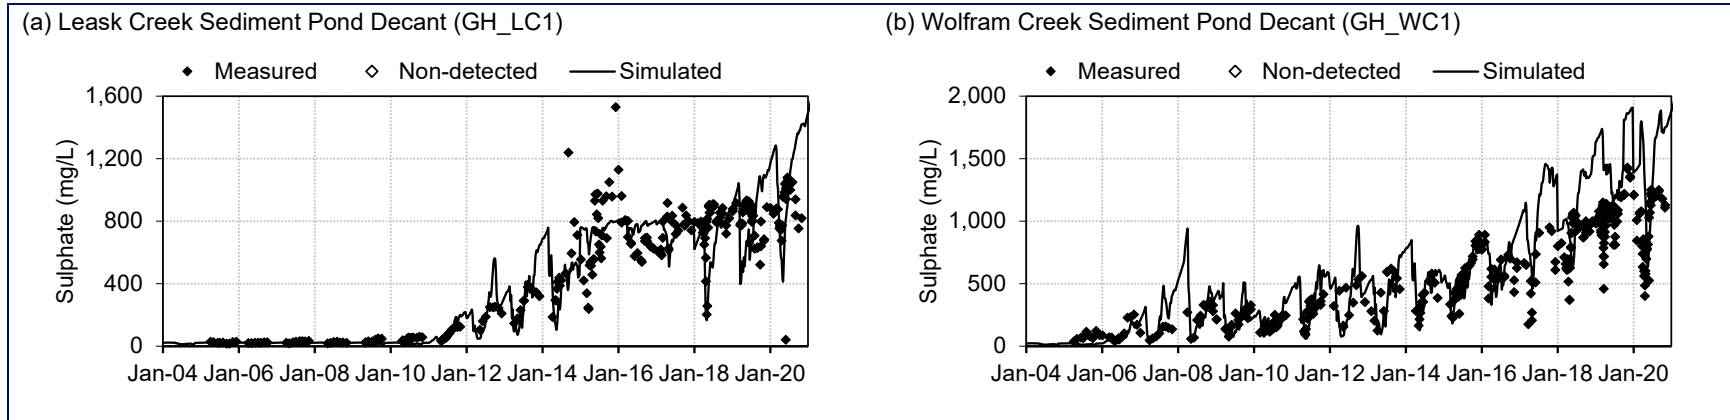 (a) Leask Creek Sediment Pond Decant (GH_LC1)
Measured Non-detected Simulated
1,600
1,200
800
400
0
Sulphate (mg/L)
Jan-04 Jan-06 Jan-08 Jan-10 Jan-12 Jan-14 Jan-16 Jan-18 Jan-20
(b) Wolfram Creek Sediment Pond Decant (GH_WC1)
Measured Non-detected Simulated
2,000
1,500
1,000
500
0
Sulphate (mg/L)
Jan-04 Jan-06 Jan-08 Jan-10 Jan-12 Jan-14 Jan-16 Jan-18 Jan-20